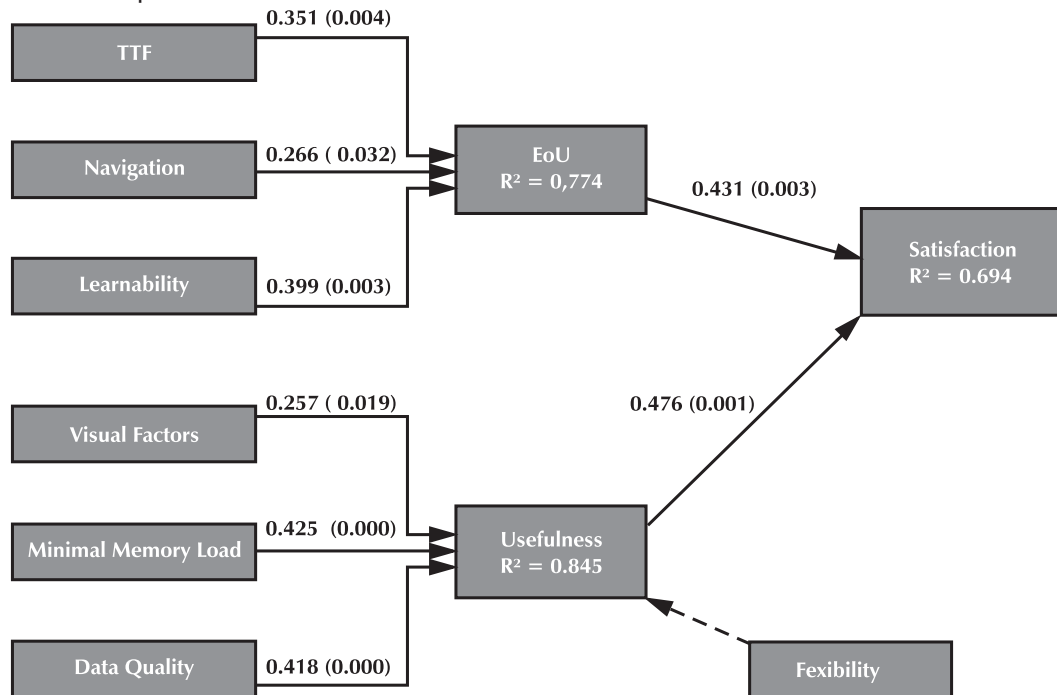 0.351 (0.004)
TTF
0.266 ( 0.032)
Navigation
EoU
R² = 0,774
0.431 (0.003)
Learnability
0.399 (0.003)
Satisfaction
R² = 0.694
0.257 ( 0.019)
Visual Factors
0.476 (0.001)
0.425 (0.000)
Minimal Memory Load
Usefulness
R² = 0.845
Data Quality
0.418 (0.000)
Fexibility